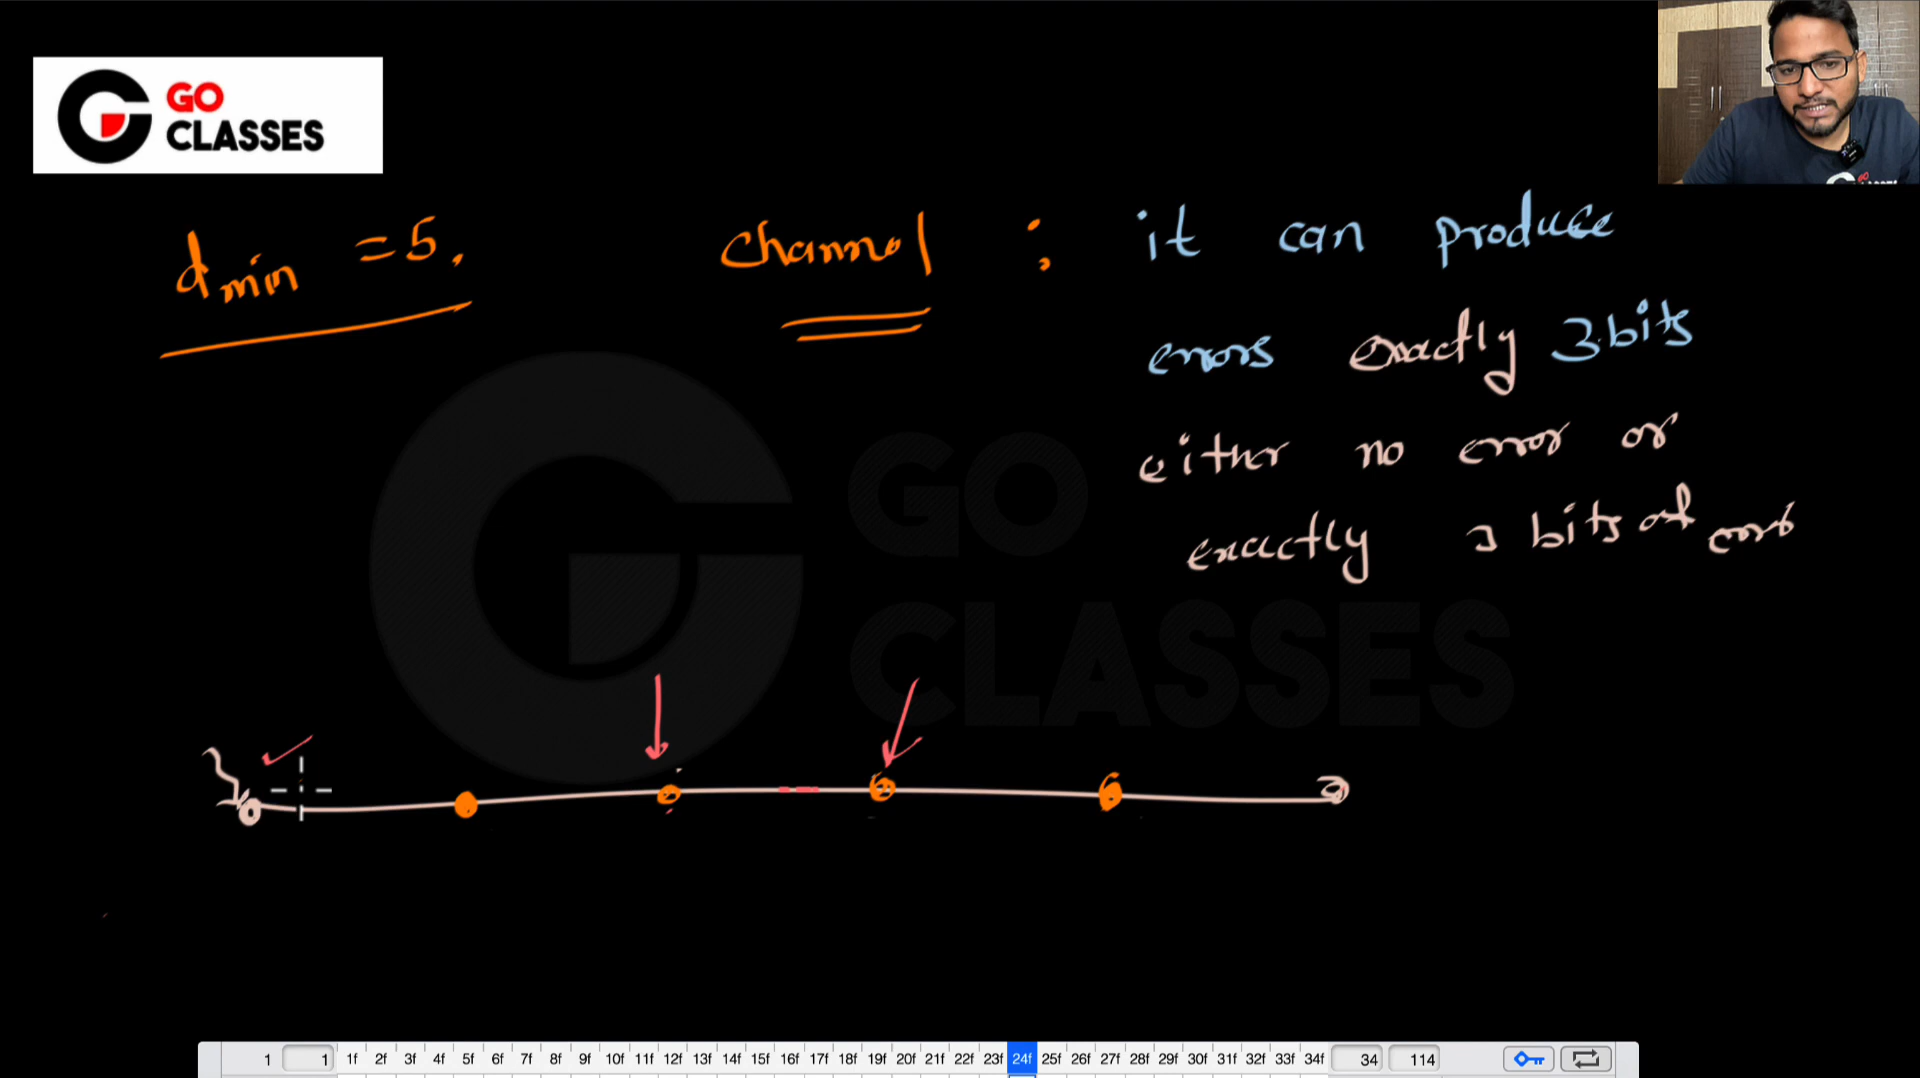 GO
CLASSES
dmin = 5.
channel : it can produce
errors exactly 3 bits
either no error or
exactly 3 bits of
GO
CLASSES
1 1 1f 2f 3f 4f 5f 6f 7f 8f 9f 10f 11f 12f 13f 14f 15f 16f 17f 18f 19f 20f 21f 22f 23f 24f 25f 26f 27f 28f 29f 30f 31f 32f 33f 34f 34 114